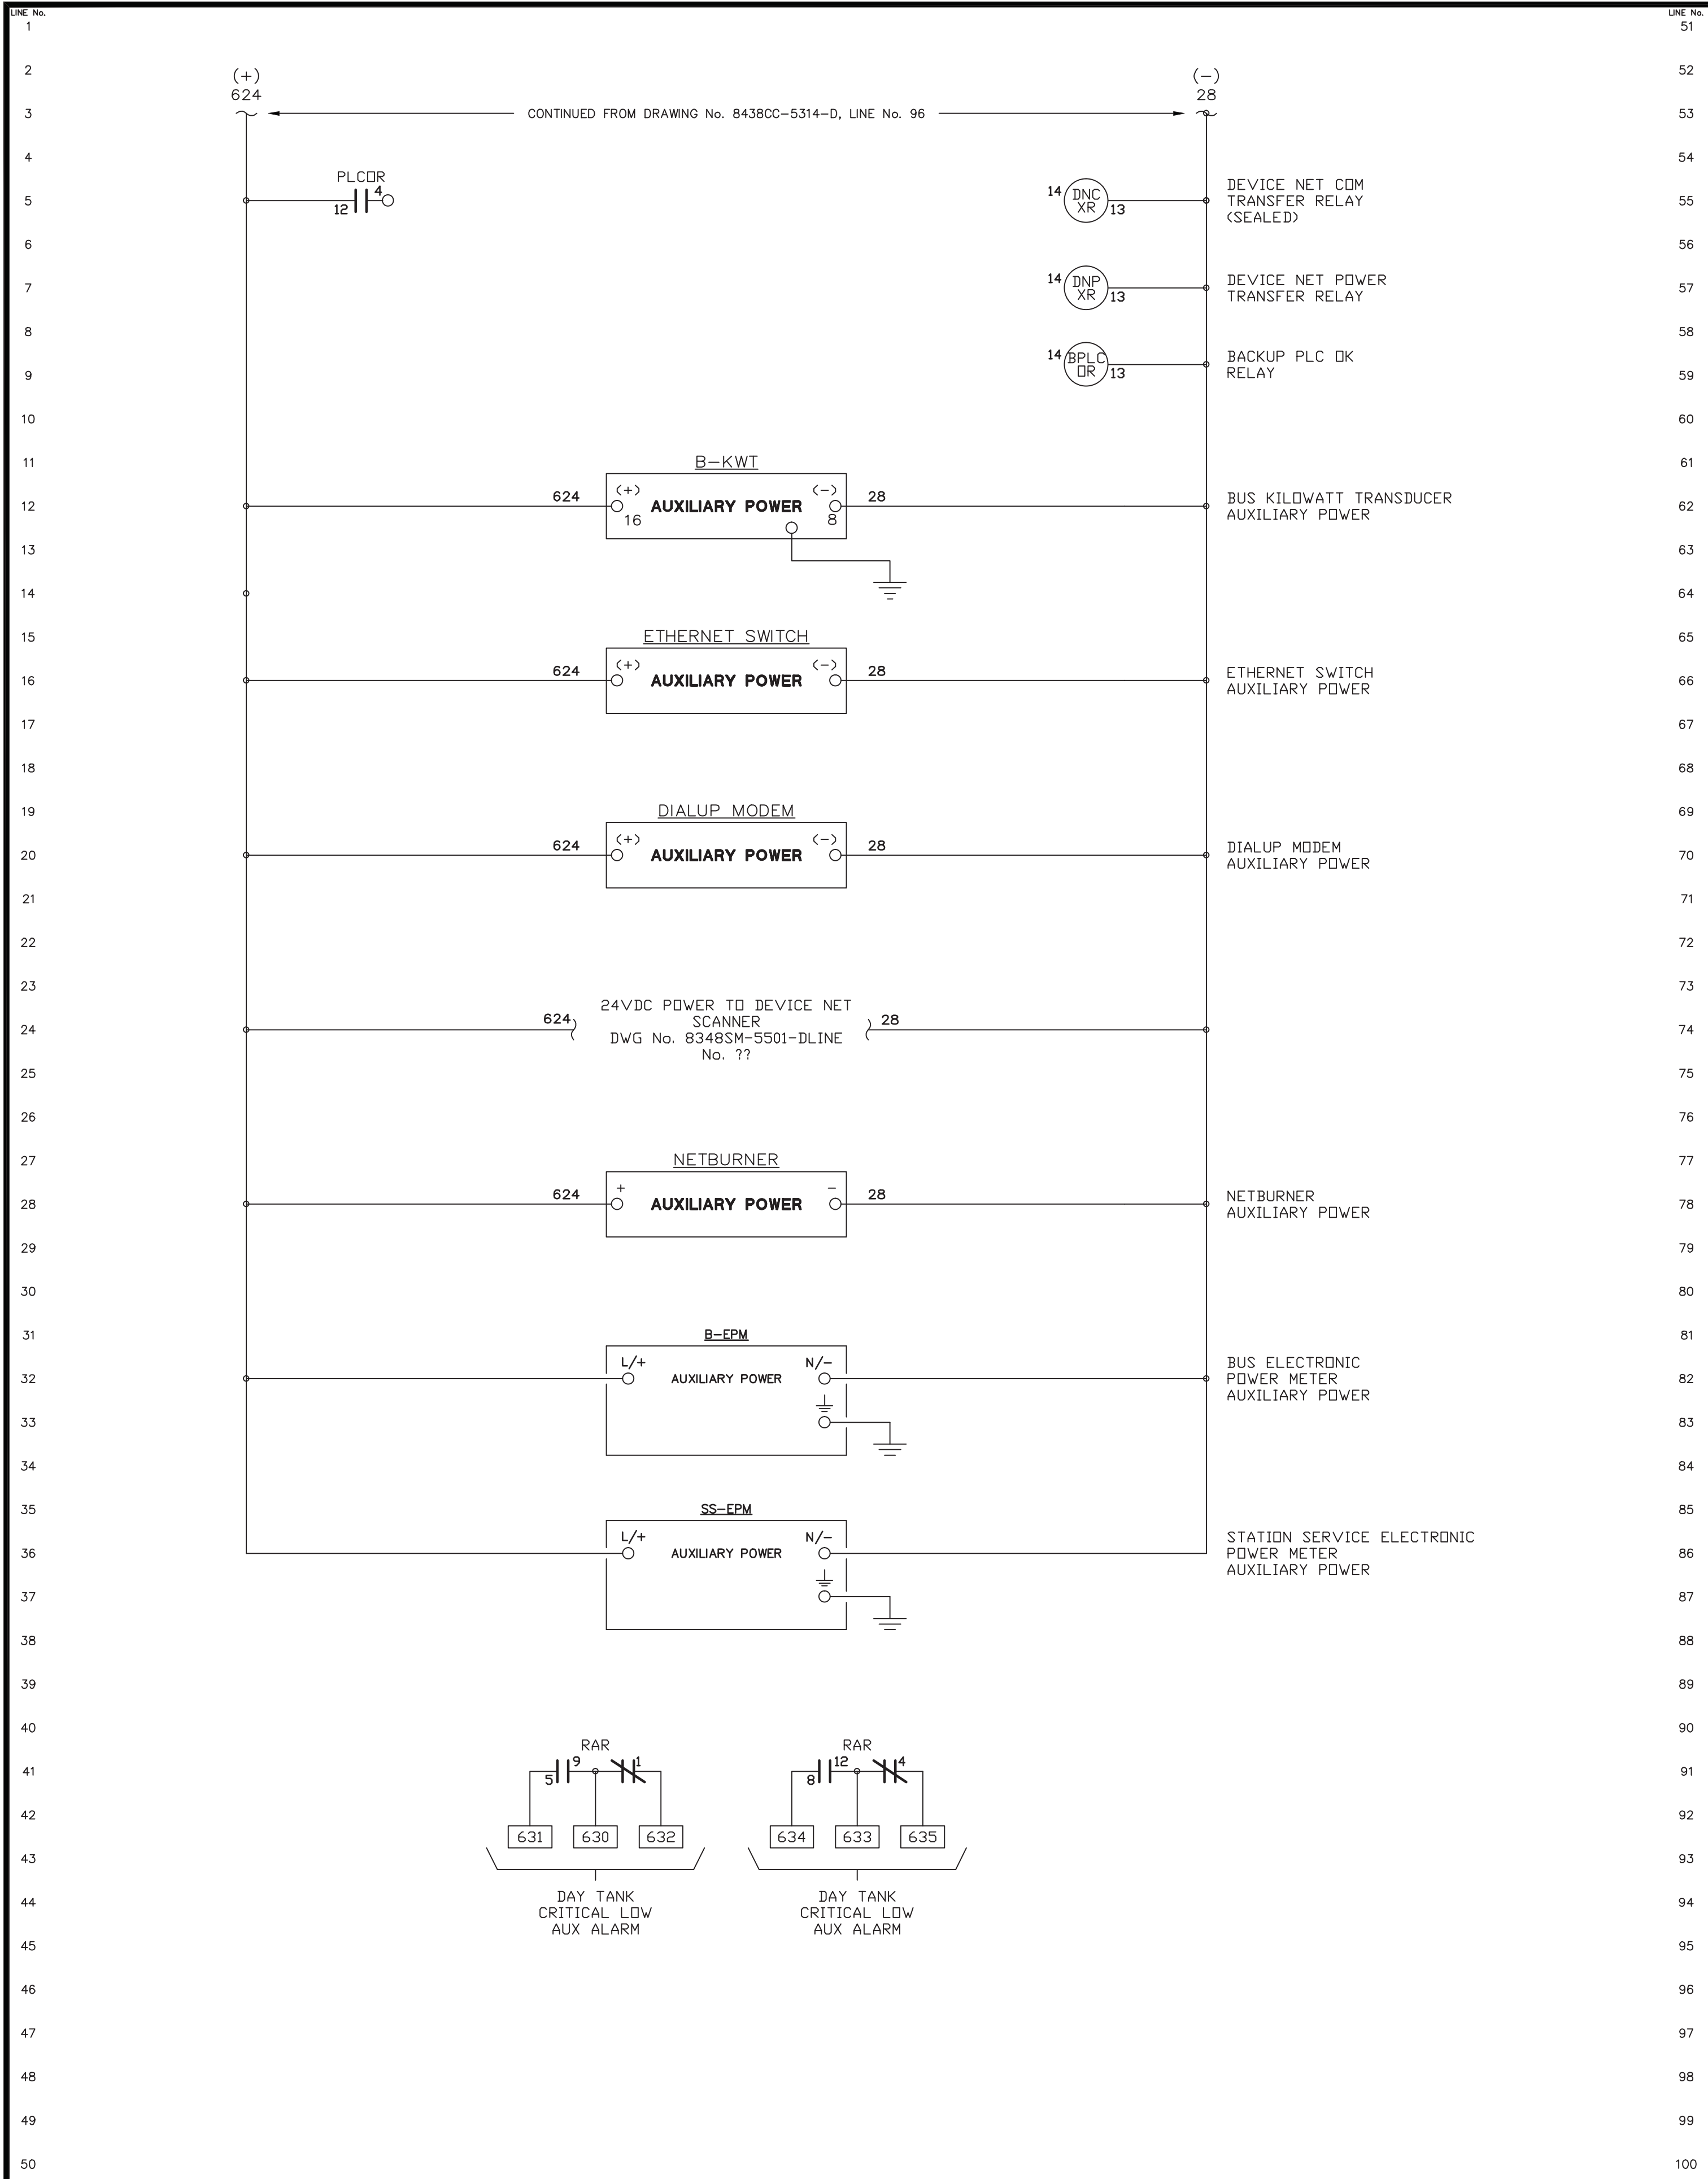 LINE No.
LINE No.
1
51
2
52
(+)
624
(−)
28
3
CONTINUED FROM DRAWING No. 8438CC-5314-D, LINE No. 96
53
4
54
PLCOR
5
12
4
14
DNC
XR
13
DEVICE NET COM
TRANSFER RELAY
(SEALED)
55
6
56
7
14
DNP
XR
13
DEVICE NET POWER
TRANSFER RELAY
57
8
58
14
BPLC
OR
13
BACKUP PLC OK
RELAY
9
59
10
60
11
B-KWT
61
12
624
(+)
16
AUXILIARY POWER
(−)
8
28
BUS KILOWATT TRANSDUCER
AUXILIARY POWER
62
13
63
14
64
15
ETHERNET SWITCH
65
16
624
(+)
AUXILIARY POWER
(−)
28
ETHERNET SWITCH
AUXILIARY POWER
66
17
67
18
68
19
DIALUP MODEM
69
20
624
(+)
AUXILIARY POWER
(−)
28
DIALUP MODEM
AUXILIARY POWER
70
21
71
22
72
23
73
24
624
24VDC POWER TO DEVICE NET
SCANNER
DWG No. 8348SM-5501-DLINE
No. ??
28
74
25
75
26
76
27
NETBURNER
77
28
624
+
AUXILIARY POWER
−
28
NETBURNER
AUXILIARY POWER
78
29
79
30
80
31
B-EPM
81
32
L/+
AUXILIARY POWER
N/−
BUS ELECTRONIC
POWER METER
AUXILIARY POWER
82
33
83
34
84
35
SS-EPM
85
36
L/+
AUXILIARY POWER
N/−
STATION SERVICE ELECTRONIC
POWER METER
AUXILIARY POWER
86
37
87
38
88
39
89
40
90
RAR
RAR
41
5
9
1
8
12
4
91
42
92
631
630
632
634
633
635
43
93
44
94
DAY TANK
CRITICAL LOW
AUX ALARM
DAY TANK
CRITICAL LOW
AUX ALARM
45
95
46
96
47
97
48
98
49
99
50
100